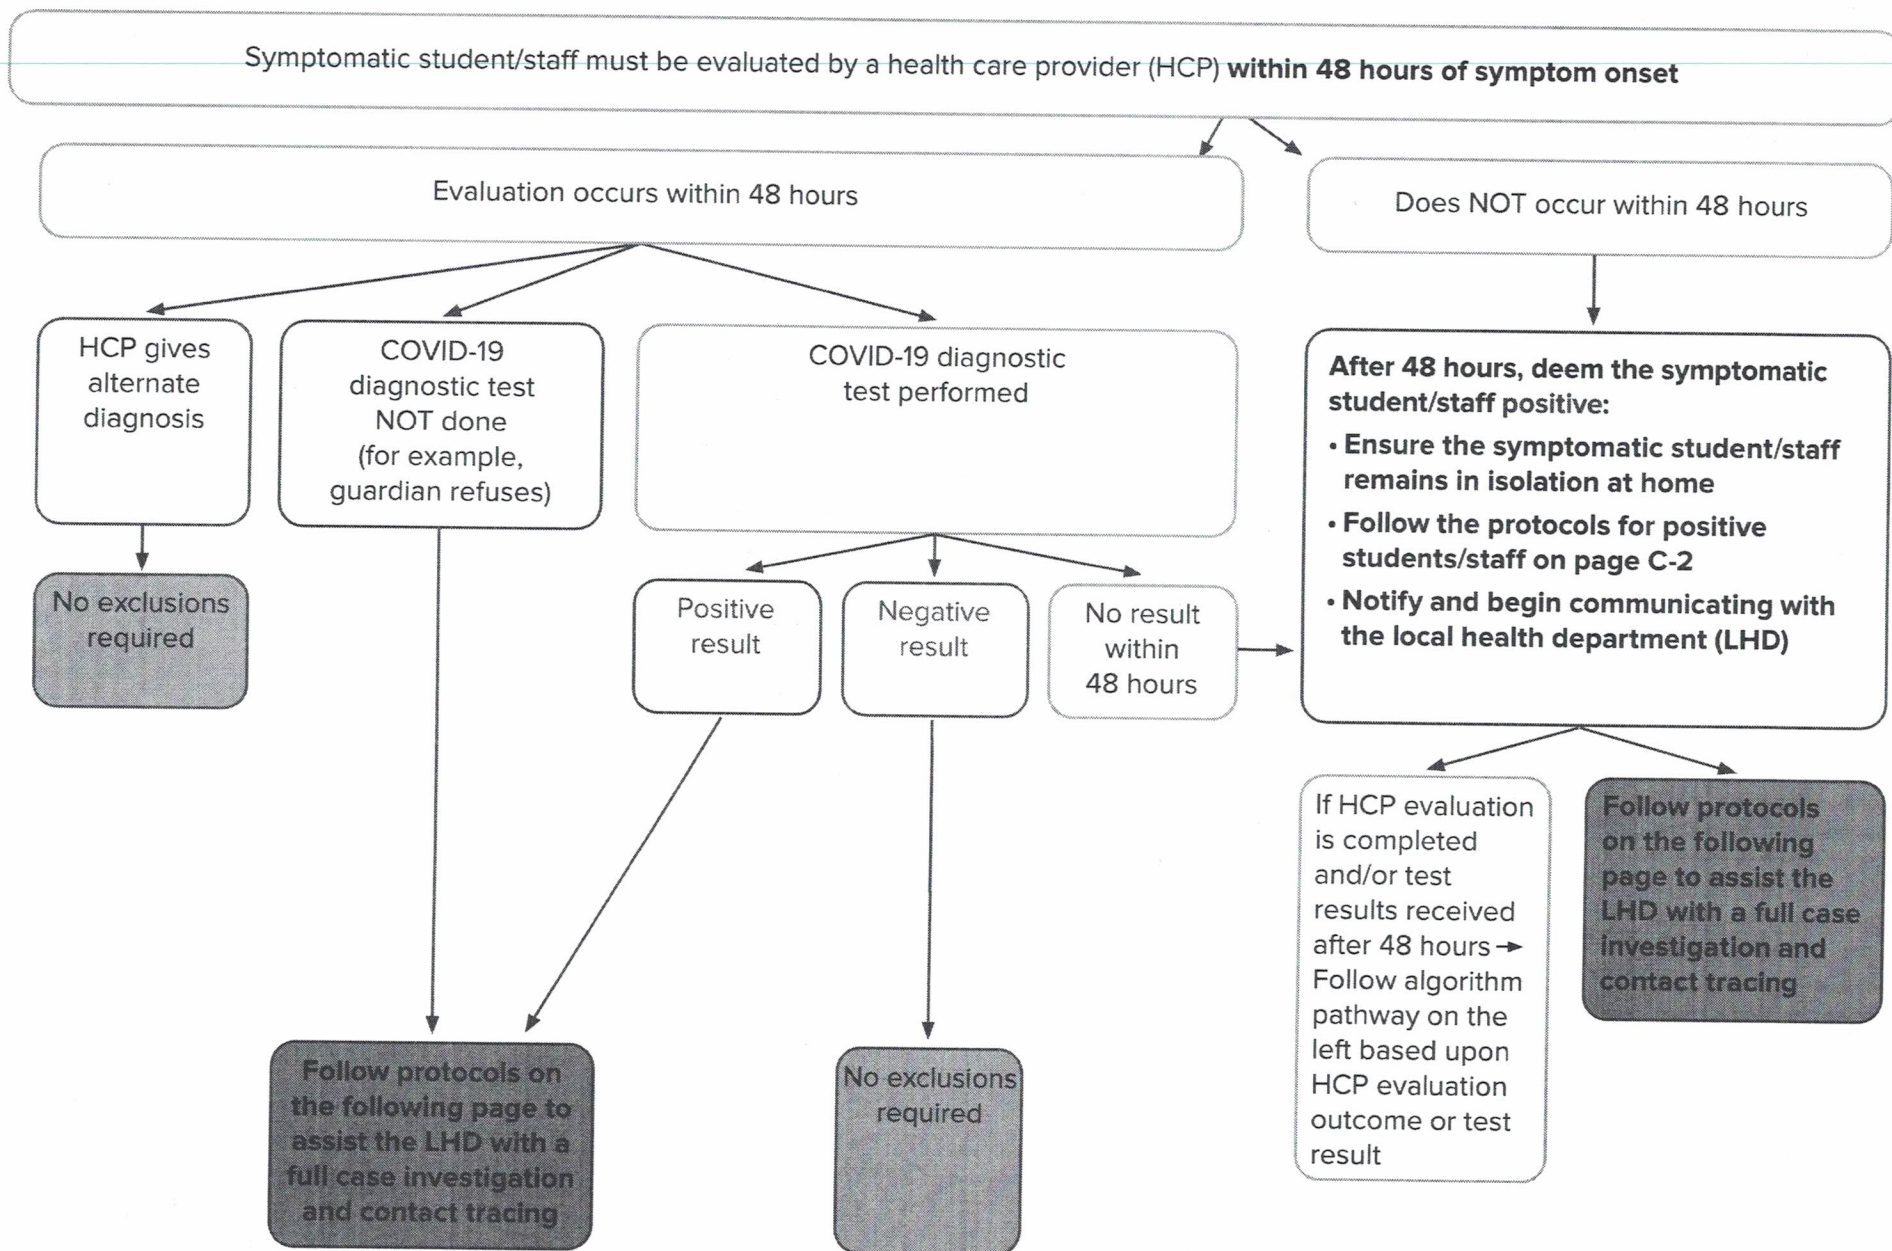 Symptomatic student/staff must be evaluated by a health care provider (HCP) within 48 hours of symptom onset
Evaluation occurs within 48 hours
Does NOT occur within 48 hours
HCP gives
alternate
diagnosis
COVID-19
diagnostic test
NOT done
(for example,
guardian refuses)
COVID-19 diagnostic
test performed
After 48 hours, deem the symptomatic
student/staff positive:
• Ensure the symptomatic student/staff
remains in isolation at home
• Follow the protocols for positive
students/staff on page C-2
• Notify and begin communicating with
the local health department (LHD)
No exclusions
required
Positive
result
Negative
result
No result
within
48 hours
If HCP evaluation
is completed
and/or test
results received
after 48 hours →
Follow algorithm
pathway on the
left based upon
HCP evaluation
outcome or test
result
Follow protocols
on the following
page to assist the
LHD with a full case
investigation and
contact tracing
Follow protocols on
the following page to
assist the LHD with a
full case investigation
and contact tracing
No exclusions
required